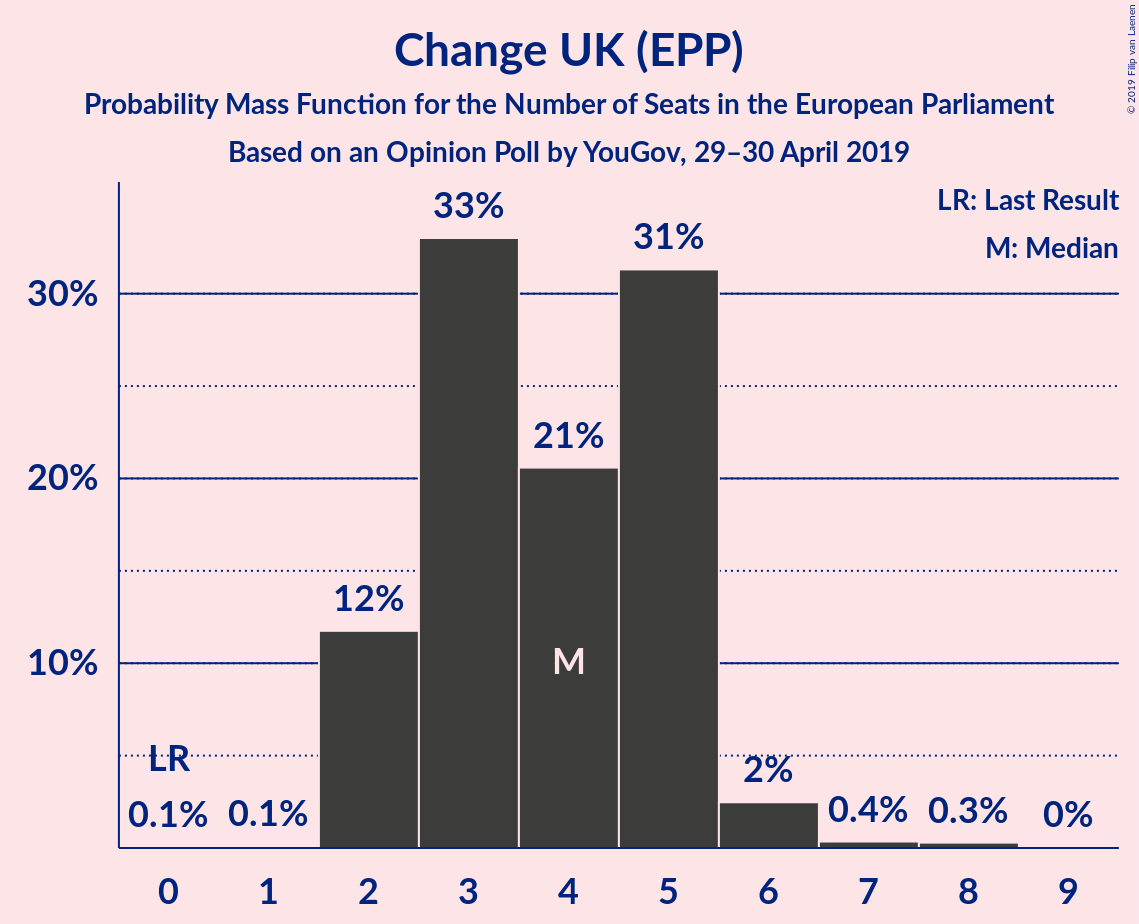 Change UK (EPP)
Probability Mass Function for the Number of Seats in the European Parliament
Based on an Opinion Poll by YouGov, 29–30 April 2019
© 2019 Filip van Laenen
LR: Last Result
M: Median
33%
31%
30%
21%
20%
12%
10%
M
LR
2%
0.1%
0.1%
0.4%
0.3%
0%
0 1 2 3 4 5 6 7 8 9